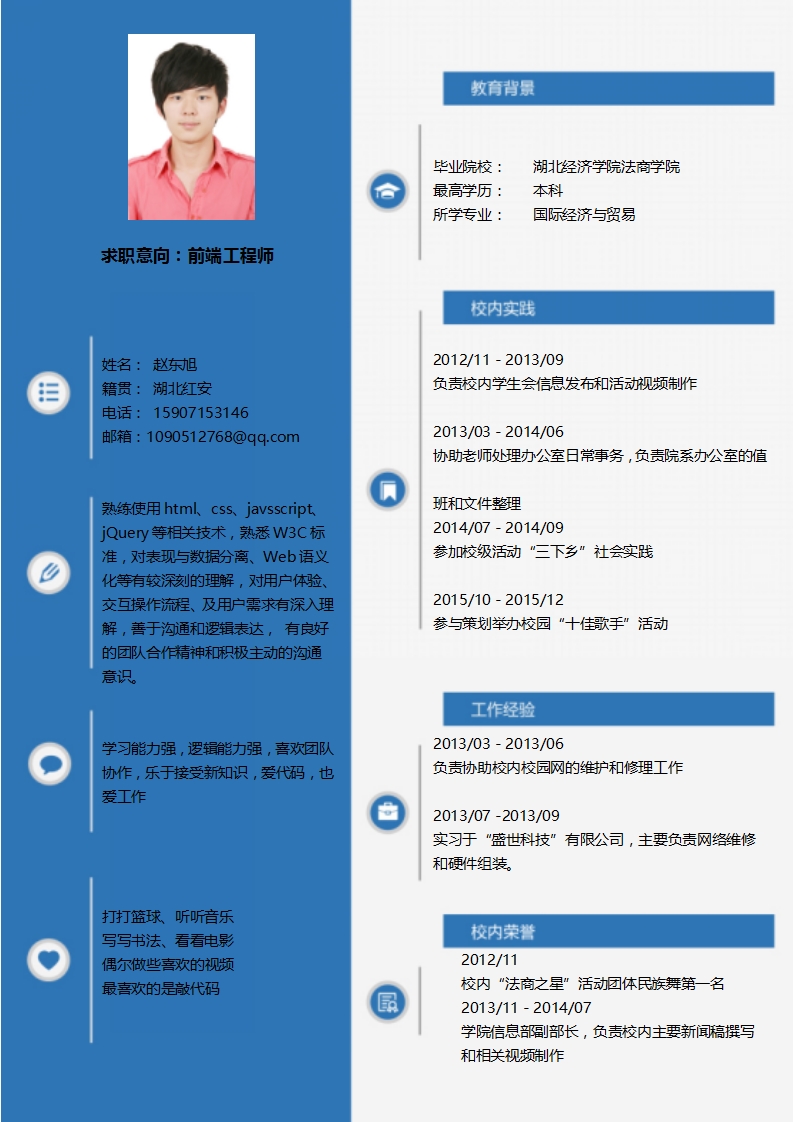 求职意向：前端工程师
姓名： 赵东旭
籍贯： 湖北红安
电话： 15907153146
邮箱：1090512768@qq.com
熟练使用 html、css、javsscript、
jQuery 等相关技术，熟悉 W3C 标
准，对表现与数据分离、Web 语义
化等有较深刻的理解，对用户体验、
交互操作流程、及用户需求有深入理
解，善于沟通和逻辑表达， 有良好
的团队合作精神和积极主动的沟通
意识。
学习能力强，逻辑能力强，喜欢团队
协作，乐于接受新知识，爱代码，也
爱工作
打打篮球、听听音乐
写写书法、看看电影
偶尔做些喜欢的视频
最喜欢的是敲代码
教育背景
毕业院校： 湖北经济学院法商学院
最高学历： 本科
所学专业： 国际经济与贸易
校内实践
2012/11 - 2013/09
负责校内学生会信息发布和活动视频制作
2013/03 - 2014/06
协助老师处理办公室日常事务，负责院系办公室的值
班和文件整理
2014/07 - 2014/09
参加校级活动“三下乡”社会实践
2015/10 - 2015/12
参与策划举办校园“十佳歌手”活动
工作经验
2013/03 - 2013/06
负责协助校内校园网的维护和修理工作
2013/07 -2013/09
实习于“盛世科技”有限公司，主要负责网络维修
和硬件组装。
校内荣誉
2012/11
校内“法商之星”活动团体民族舞第一名
2013/11 - 2014/07
学院信息部副部长，负责校内主要新闻稿撰写
和相关视频制作